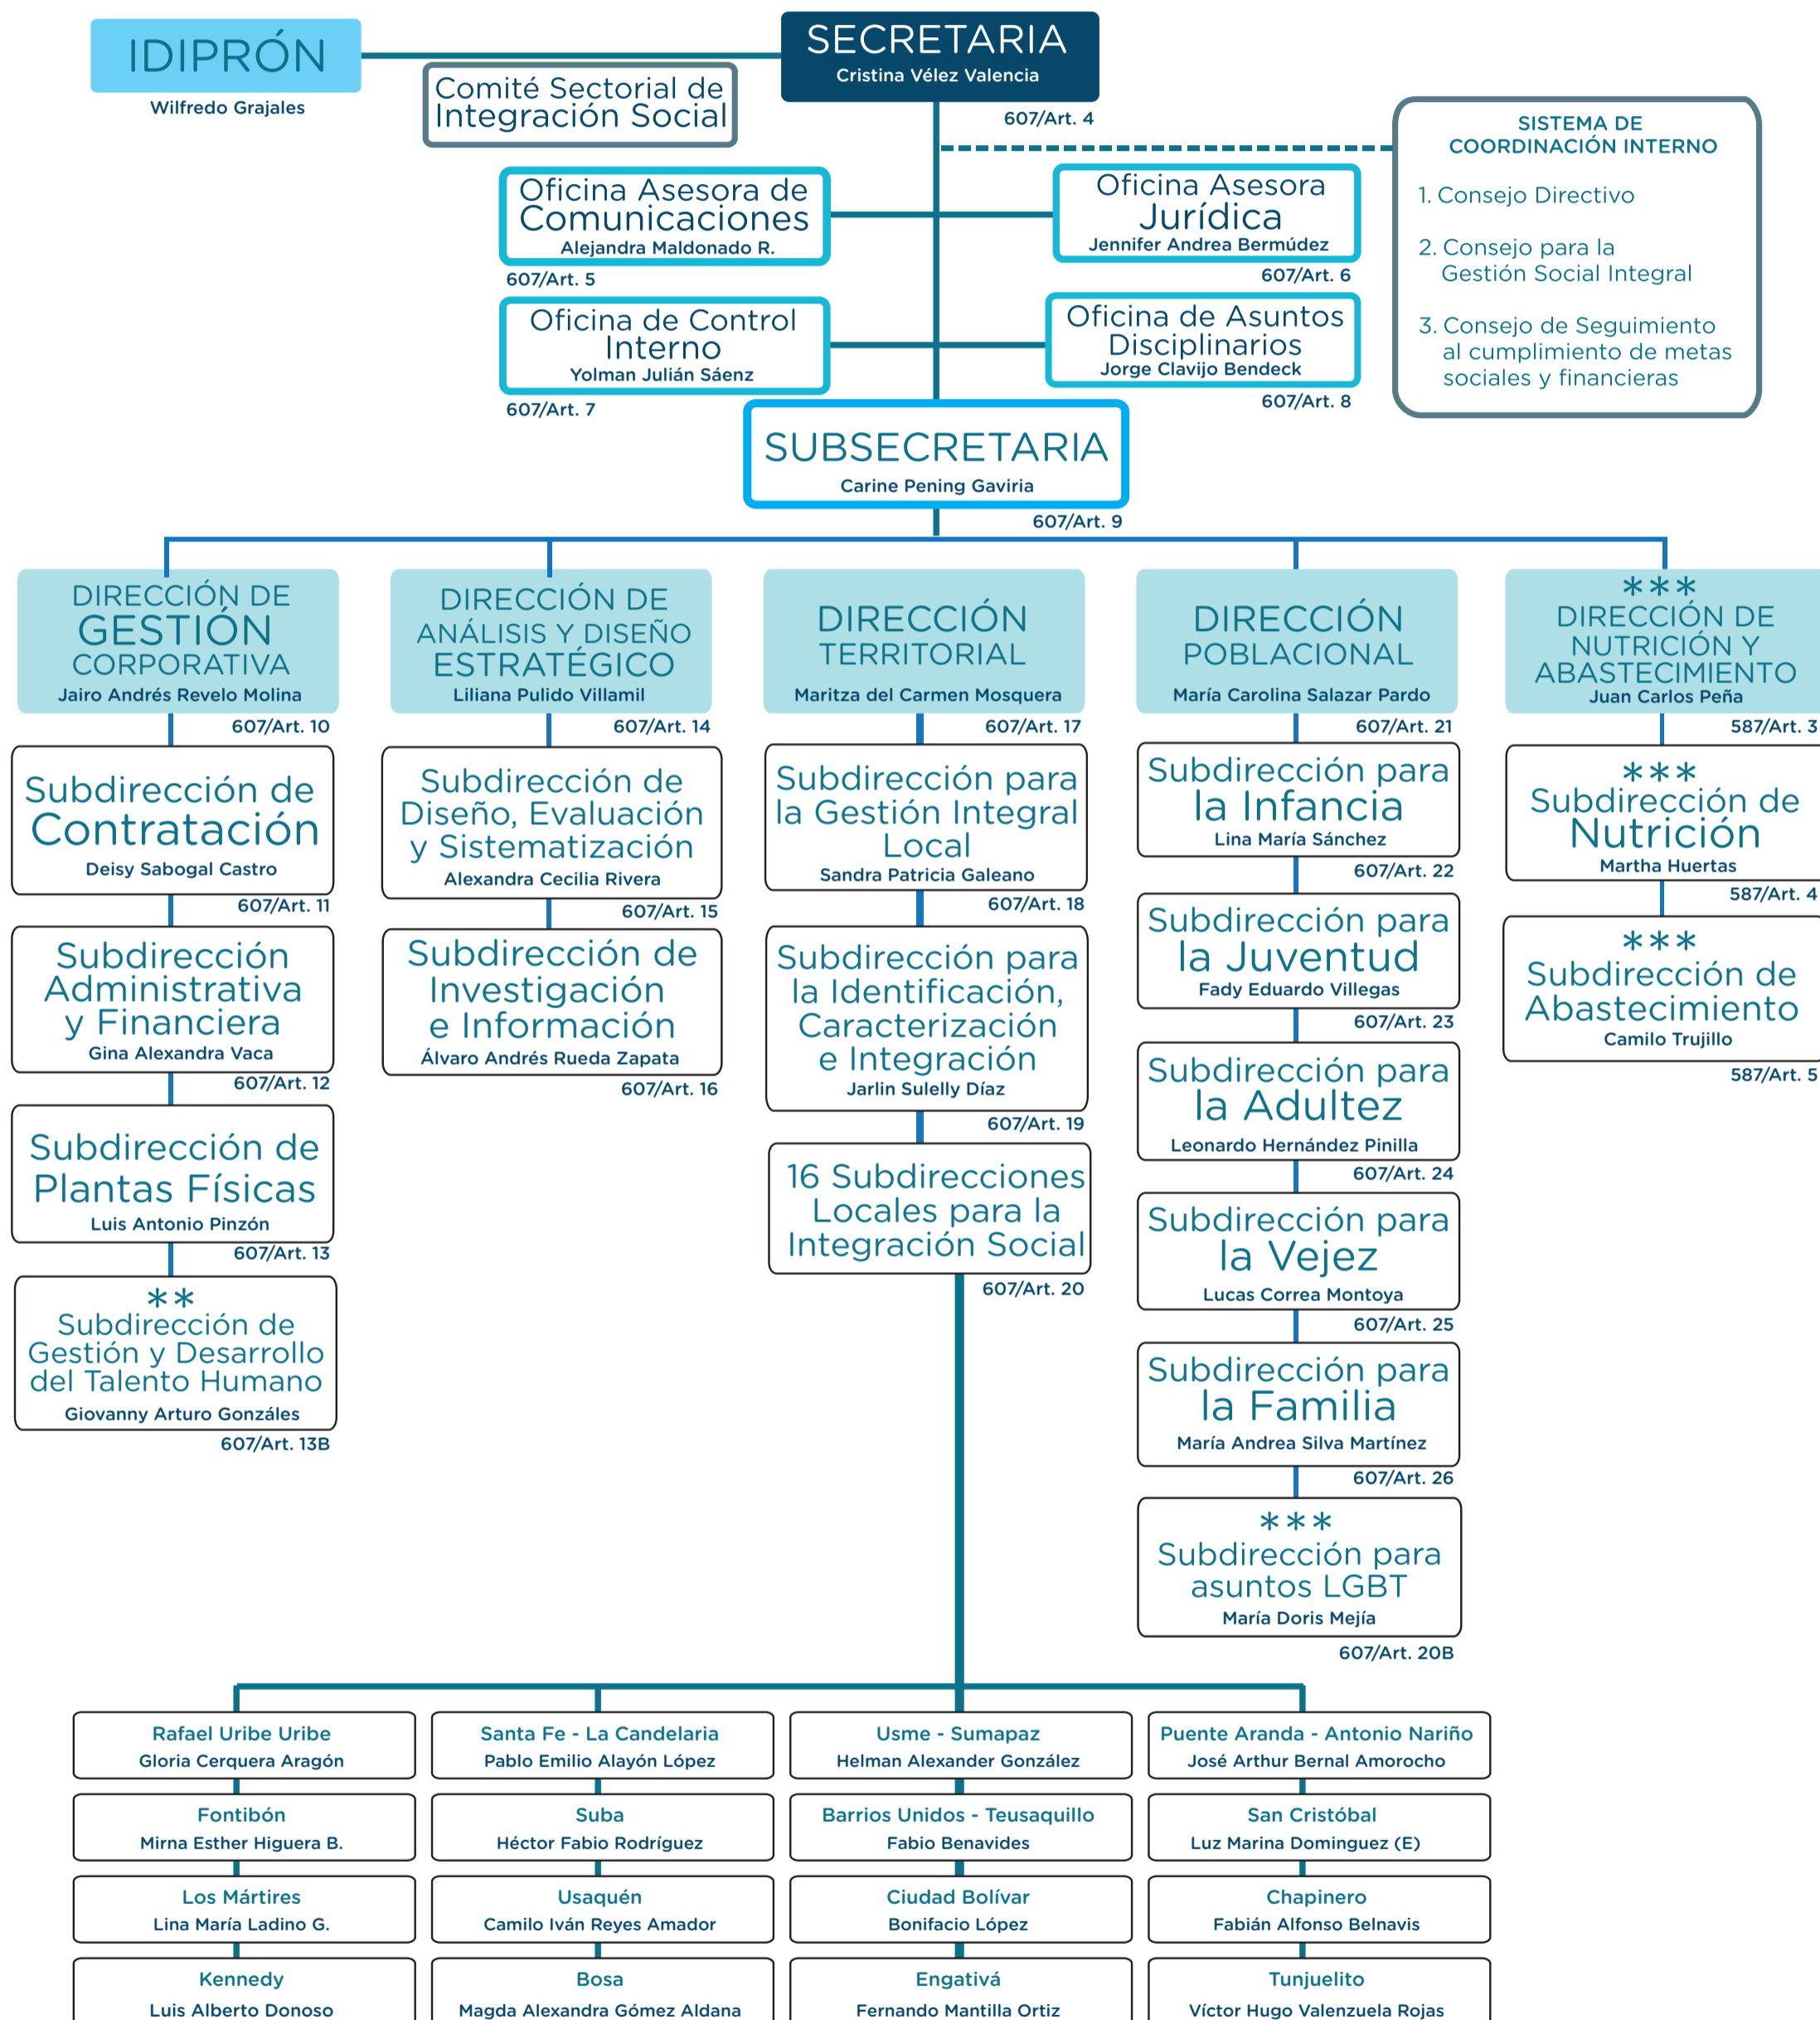 IDIPRÓN
Wilfredo Grajales
Comité Sectorial de
Integración Social
SECRETARIA
Cristina Vélez Valencia
607/Art. 4
SISTEMA DE
COORDINACIÓN INTERNO
1. Consejo Directivo
2. Consejo para la
Gestión Social Integral
3. Consejo de Seguimiento
al cumplimiento de metas
sociales y financieras
Oficina Asesora de
Comunicaciones
Alejandra Maldonado R.
607/Art. 5
Oficina Asesora
Jurídica
Jennifer Andrea Bermúdez
607/Art. 6
Oficina de Control
Interno
Yolman Julián Sáenz
607/Art. 7
Oficina de Asuntos
Disciplinarios
Jorge Clavijo Bendeck
607/Art. 8
SUBSECRETARIA
Carine Pening Gaviria
607/Art. 9
DIRECCIÓN DE
GESTIÓN
CORPORATIVA
Jairo Andrés Revelo Molina
607/Art. 10
Subdirección de
Contratación
Deisy Sabogal Castro
607/Art. 11
Subdirección
Administrativa
y Financiera
Gina Alexandra Vaca
607/Art. 12
Subdirección de
Plantas Físicas
Luis Antonio Pinzón
607/Art. 13
**
Subdirección de
Gestión y Desarrollo
del Talento Humano
Giovanny Arturo Gonzáles
607/Art. 13B
DIRECCIÓN DE
ANÁLISIS Y DISEÑO
ESTRATÉGICO
Liliana Pulido Villamil
607/Art. 14
Subdirección de
Diseño, Evaluación
y Sistematización
Alexandra Cecilia Rivera
607/Art. 15
Subdirección de
Investigación
e Información
Álvaro Andrés Rueda Zapata
607/Art. 16
DIRECCIÓN
TERRITORIAL
Maritza del Carmen Mosquera
607/Art. 17
Subdirección para
la Gestión Integral
Local
Sandra Patricia Galeano
607/Art. 18
Subdirección para
la Identificación,
Caracterización
e Integración
Jarlin Sulelly Díaz
607/Art. 19
16 Subdirecciones
Locales para la
Integración Social
607/Art. 20
DIRECCIÓN
POBLACIONAL
María Carolina Salazar Pardo
607/Art. 21
Subdirección para
la Infancia
Lina María Sánchez
607/Art. 22
Subdirección para
la Juventud
Fady Eduardo Villegas
607/Art. 23
Subdirección para
la Adultez
Leonardo Hernández Pinilla
607/Art. 24
Subdirección para
la Vejez
Lucas Correa Montoya
607/Art. 25
Subdirección para
la Familia
María Andrea Silva Martínez
607/Art. 26
***
Subdirección para
asuntos LGBT
María Doris Mejía
607/Art. 20B
***
DIRECCIÓN DE
NUTRICIÓN Y
ABASTECIMIENTO
Juan Carlos Peña
587/Art. 3
***
Subdirección de
Nutrición
Martha Huertas
587/Art. 4
***
Subdirección de
Abastecimiento
Camilo Trujillo
587/Art. 5
Rafael Uribe Uribe
Gloria Cerquera Aragón
Fontibón
Mirna Esther Higuera B.
Los Mártires
Lina María Ladino G.
Kennedy
Luis Alberto Donoso
Santa Fe - La Candelaria
Pablo Emilio Alayón López
Suba
Héctor Fabio Rodríguez
Usaquén
Camilo Iván Reyes Amador
Bosa
Magda Alexandra Gómez Aldana
Usme - Sumapaz
Helman Alexander González
Barrios Unidos - Teusaquillo
Fabio Benavides
Ciudad Bolívar
Bonifacio López
Engativá
Fernando Mantilla Ortiz
Puente Aranda - Antonio Nariño
José Arthur Bernal Amorocho
San Cristóbal
Luz Marina Dominguez (E)
Chapinero
Fabián Alfonso Belnavis
Tunjuelito
Víctor Hugo Valenzuela Rojas